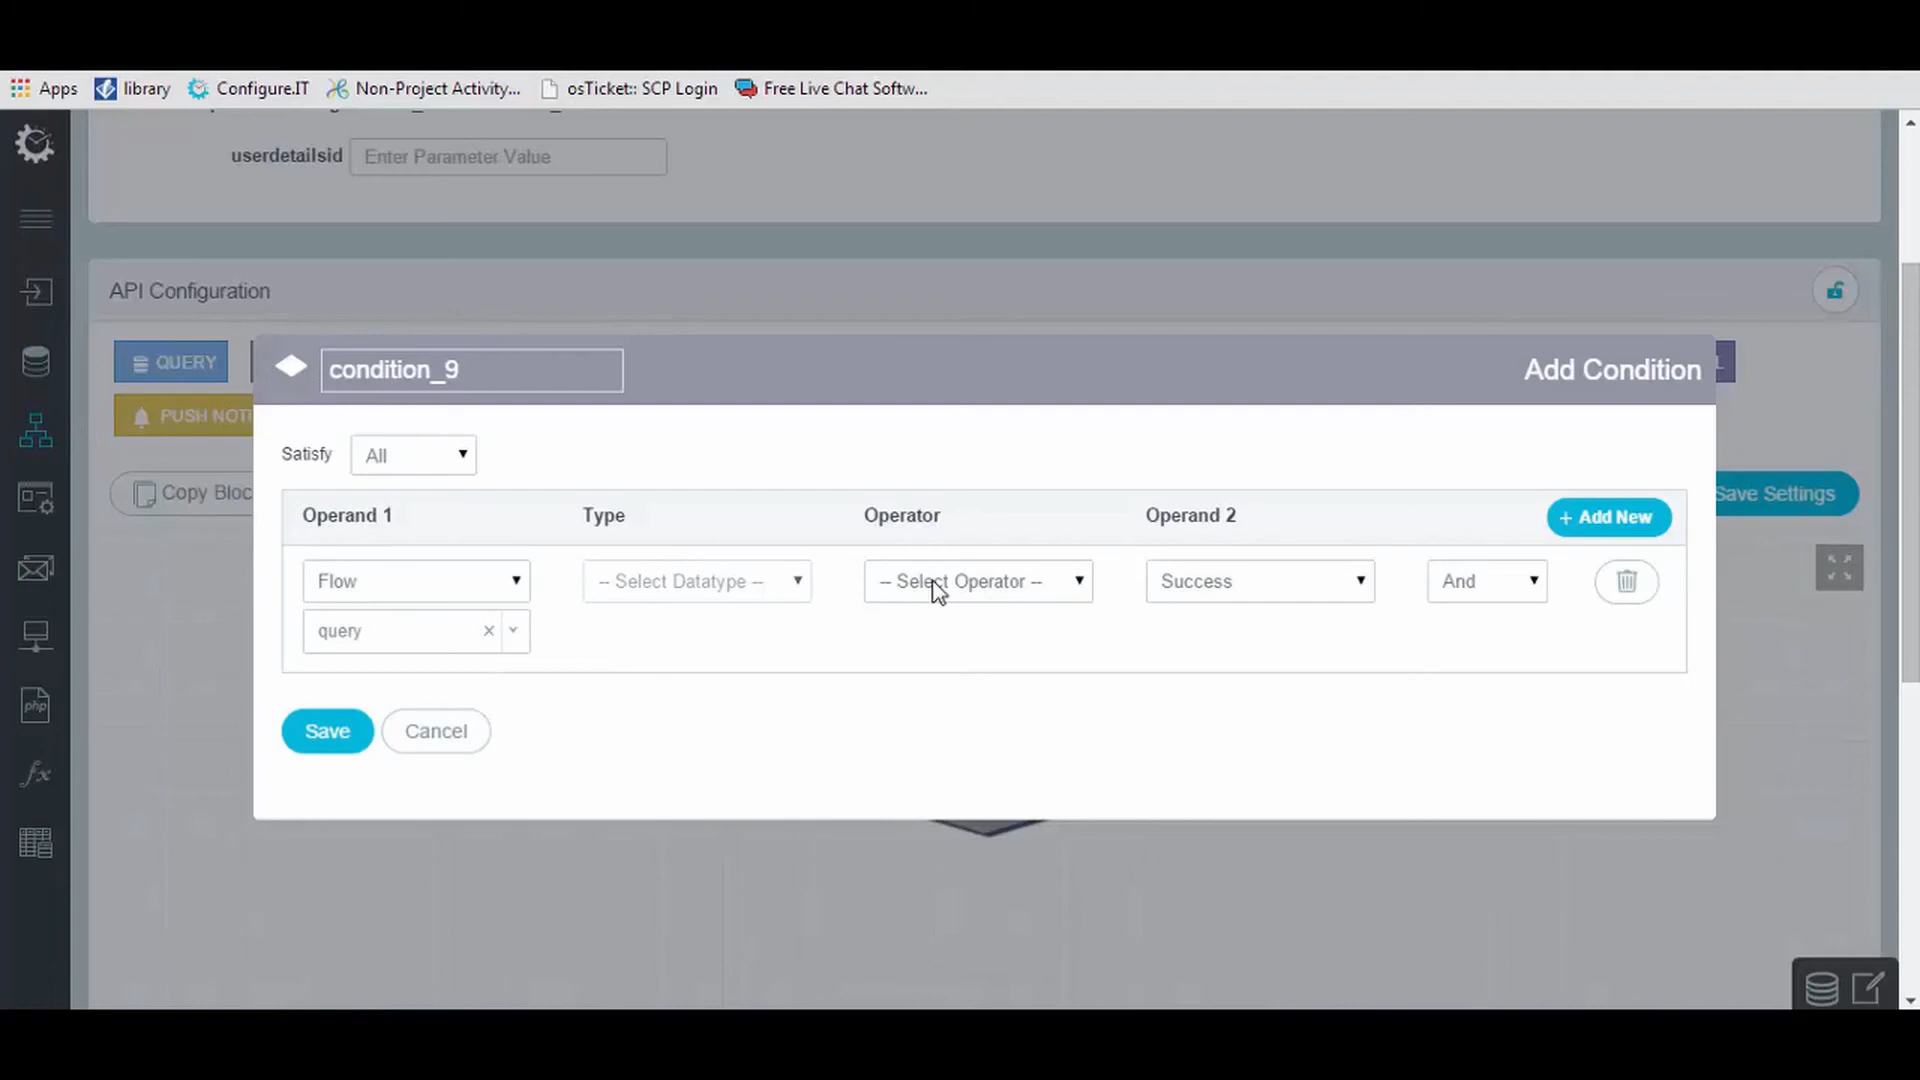 Apps library Configure.IT Non-Project Activity... osTicket:: SCP Login Free Live Chat Softw...
userdetailsid Enter Parameter Value
API Configuration
QUERY
condition_9 Add Condition
PUSH NOTI
Satisfy All
Copy Bloc Save Settings
Operand 1 Type Operator Operand 2 + Add New
Flow -- Select Datatype -- -- Select Operator -- Success And
query
php
Save Cancel
fx